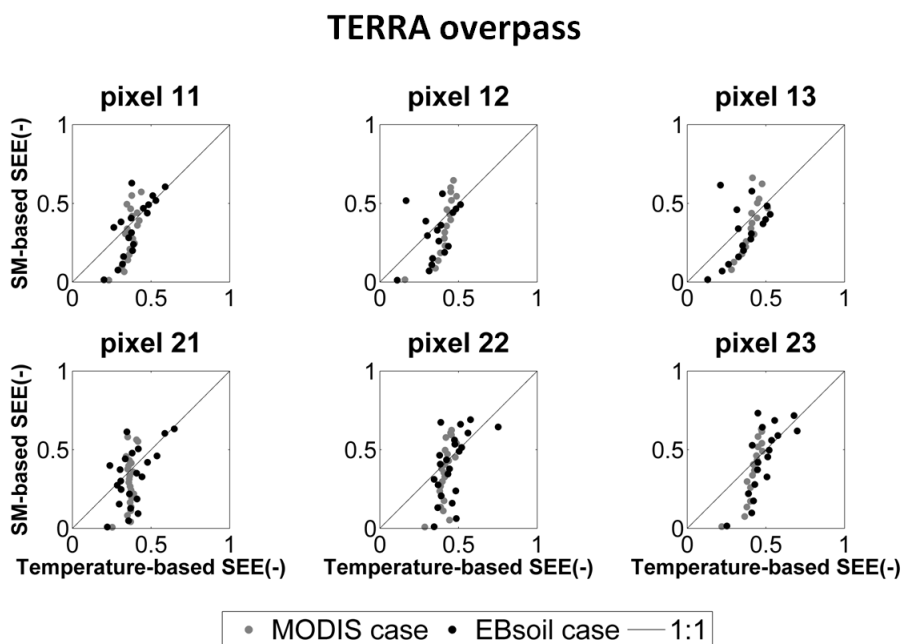 TERRA overpass
pixel 11
pixel 12
pixel 13
SM-based SEE(-)
1
0.5
0
0
0.5
1
1
0.5
0
0
0.5
1
1
0.5
0
0
0.5
1
pixel 21
pixel 22
pixel 23
SM-based SEE(-)
1
0.5
0
0
0.5
1
Temperature-based SEE(-)
1
0.5
0
0
0.5
1
Temperature-based SEE(-)
1
0.5
0
0
0.5
1
Temperature-based SEE(-)
MODIS case EBsoil case 1:1